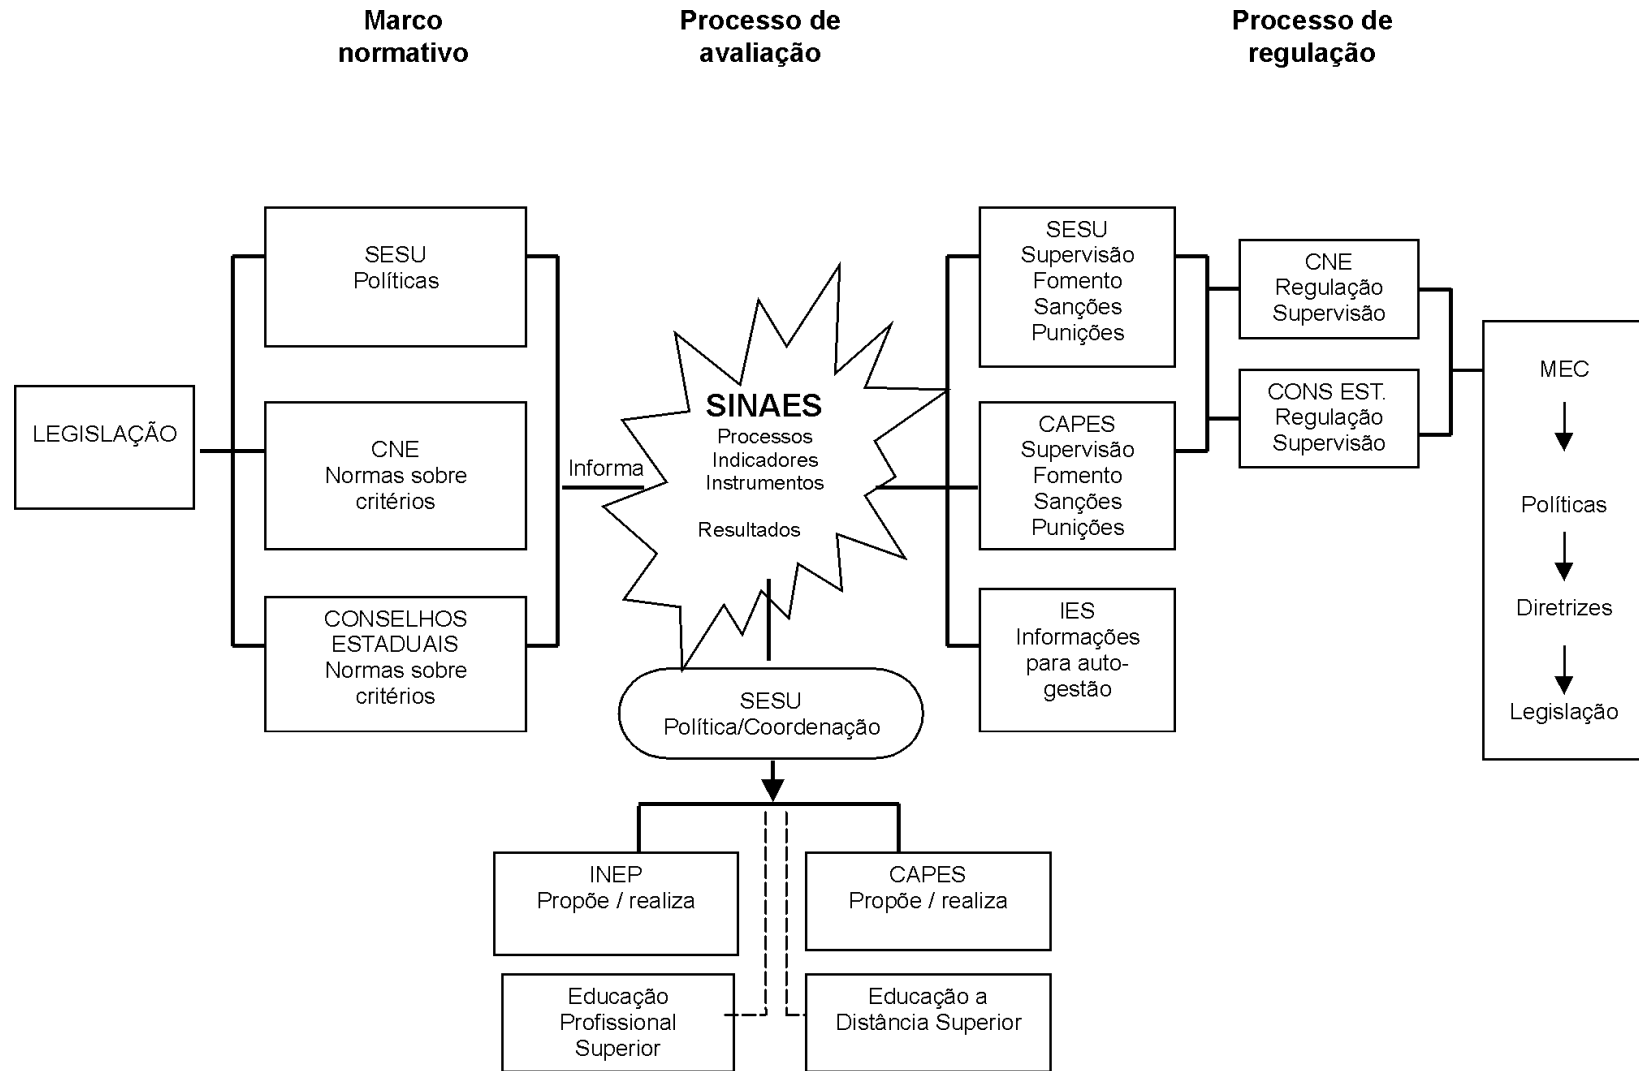 Marco
normativo
Processo de
avaliação
Processo de
regulação
LEGISLAÇÃO
SESU
Políticas
CNE
Normas sobre
critérios
CONSELHOS
ESTADUAIS
Normas sobre
critérios
Informa
SINAES
Processos
Indicadores
Instrumentos
Resultados
SESU
Política/Coordenação
INEP
Propõe / realiza
CAPES
Propõe / realiza
Educação
Profissional
Superior
Educação a
Distância Superior
SESU
Supervisão
Fomento
Sanções
Punições
CAPES
Supervisão
Fomento
Sanções
Punições
IES
Informações
para auto-
gestão
CNE
Regulação
Supervisão
CONS EST.
Regulação
Supervisão
MEC
Políticas
Diretrizes
Legislação